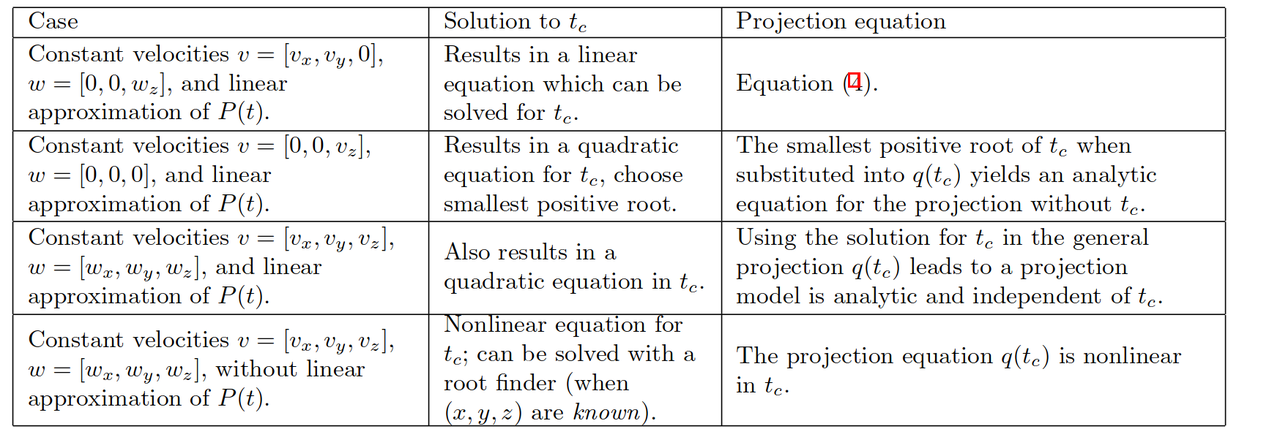 Case
Solution to t_c
Projection equation
Constant velocities v = [v_x, v_y, 0],
w = [0, 0, w_z], and linear
approximation of P(t).
Results in a linear
equation which can be
solved for t_c.
Equation (4).
Constant velocities v = [0, 0, v_z],
w = [0, 0, 0], and linear
approximation of P(t).
Results in a quadratic
equation for t_c, choose
smallest positive root.
The smallest positive root of t_c when
substituted into q(t_c) yields an analytic
equation for the projection without t_c.
Constant velocities v = [v_x, v_y, v_z],
w = [w_x, w_y, w_z], and linear
approximation of P(t).
Also results in a
quadratic equation in t_c.
Using the solution for t_c in the general
projection q(t_c) leads to a projection
model is analytic and independent of t_c.
Constant velocities v = [v_x, v_y, v_z],
w = [w_x, w_y, w_z], without linear
approximation of P(t).
Nonlinear equation for
t_c; can be solved with a
root finder (when
(x, y, z) are known).
The projection equation q(t_c) is nonlinear
in t_c.